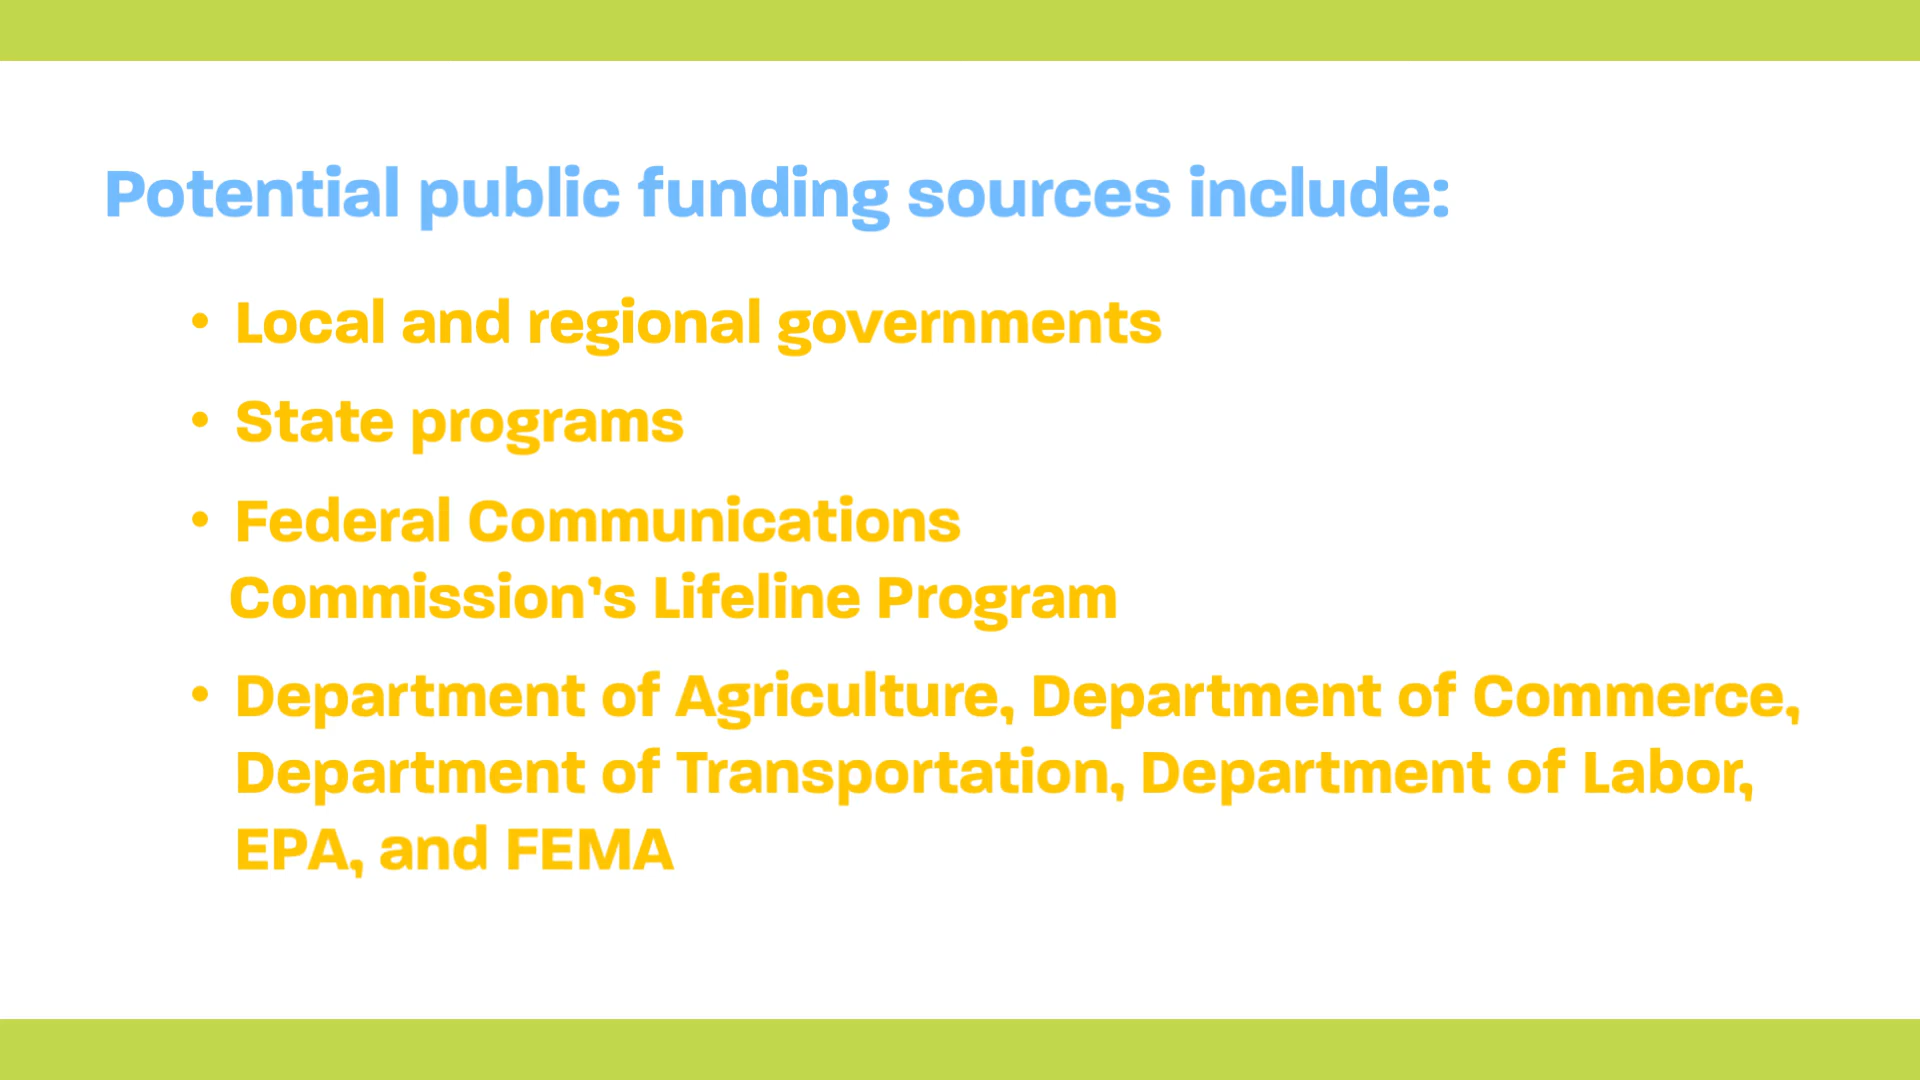 Potential public funding sources include:
• Local and regional governments
• State programs
• Federal Communications
Commission’s Lifeline Program
• Department of Agriculture, Department of Commerce,
Department of Transportation, Department of Labor,
EPA, and FEMA